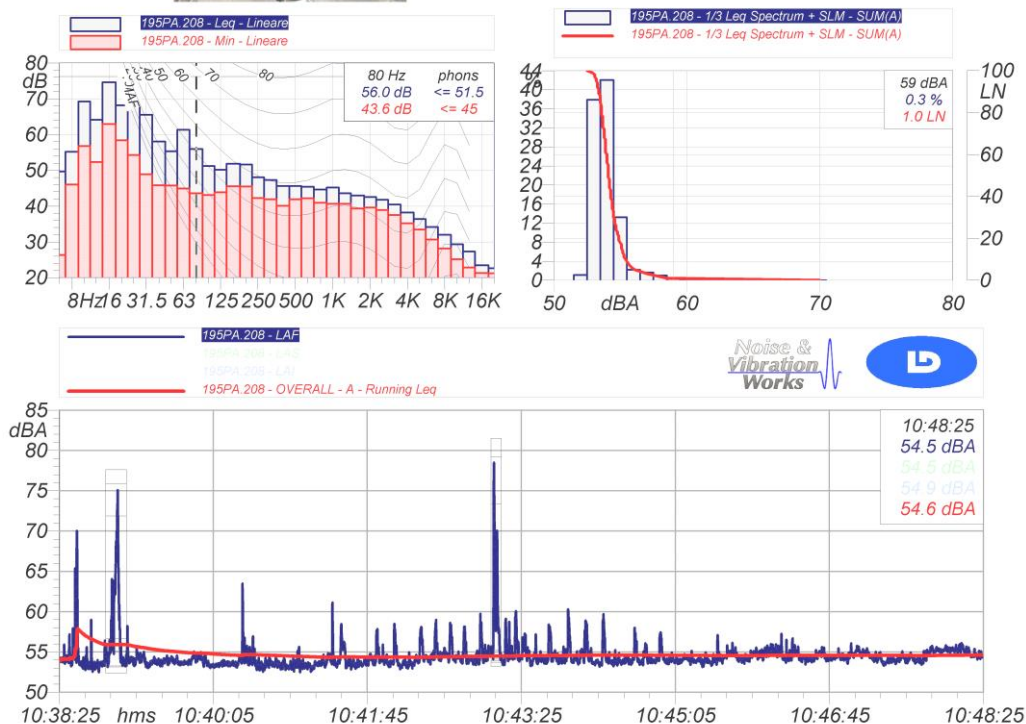 195PA.208 - Leq - Lineare
195PA.208 - Min - Lineare
195PA.208 - 1/3 Leq Spectrum + SLM - SUM(A)
195PA.208 - 1/3 Leq Spectrum + SLM - SUM(A)
80
dB
70
60
50
40
30
20
40 50 60 70 80
80 Hz phons
56.0 dB <= 51.5
43.6 dB <= 45
8Hz 16 31.5 63 125 250 500 1K 2K 4K 8K 16K
44
40
36
32
28
24
20
16
12
8
4
0
59 dBA
0.3 %
1.0 LN
100
LN
80
60
40
20
0
50 dBA 60 70 80
195PA.208 - LAF
195PA.208 - LAS
195PA.208 - LAI
195PA.208 - OVERALL - A - Running Leq
Noise &
Vibration
Works
LD
85
dBA
80
75
70
65
60
55
50
10:48:25
54.5 dBA
54.5 dBA
54.9 dBA
54.6 dBA
10:38:25 hms 10:40:05 10:41:45 10:43:25 10:45:05 10:46:45 10:48:25